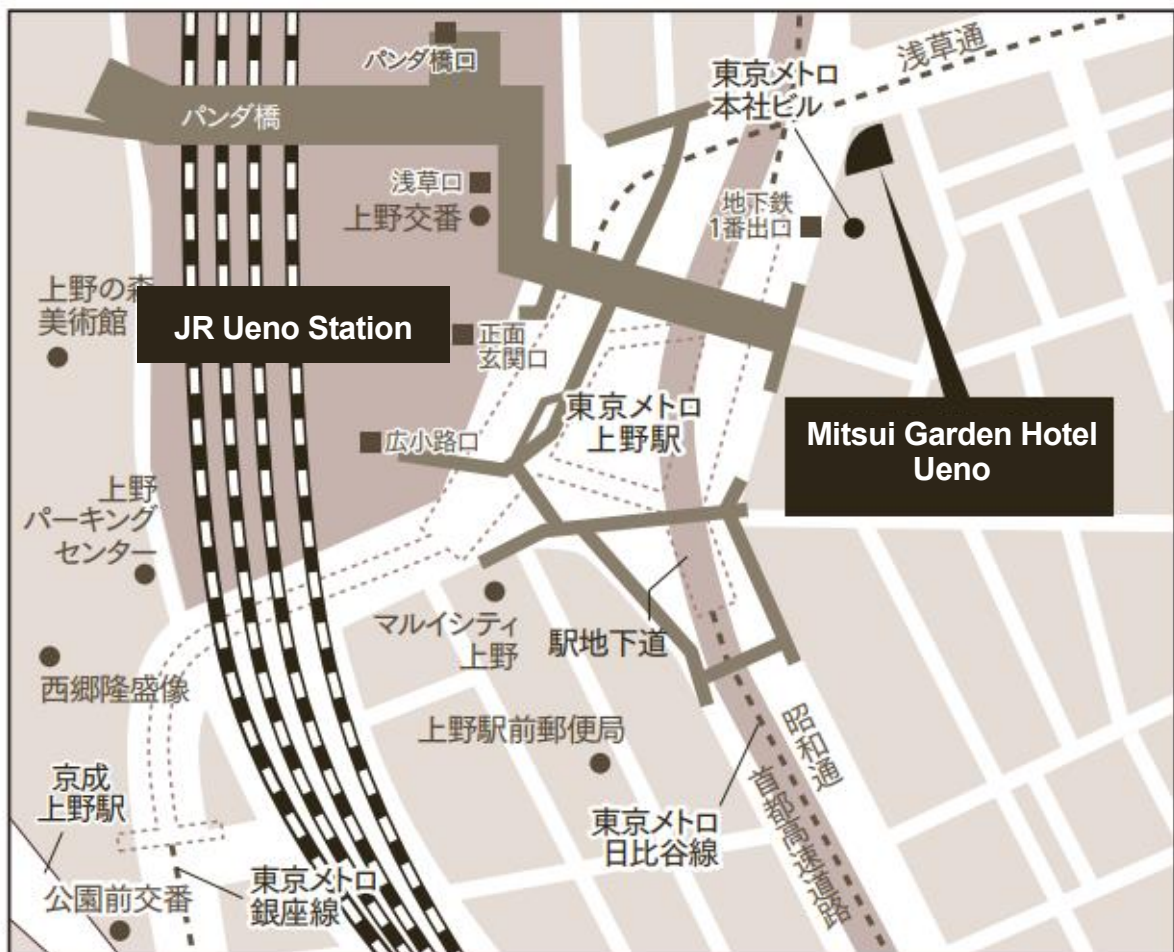 パンダ橋口
パンダ橋
浅草口
上野交番
東京メトロ
本社ビル
浅草通
地下鉄
1番出口
上野の森
美術館
JR Ueno Station
正面
玄関口
広小路口
東京メトロ
上野駅
Mitsui Garden Hotel
Ueno
上野
パーキング
センター
マルイシティ
上野
駅地下道
西郷隆盛像
上野駅前郵便局
昭和通
首都高速道路
京成
上野駅
東京メトロ
日比谷線
東京メトロ
銀座線
公園前交番